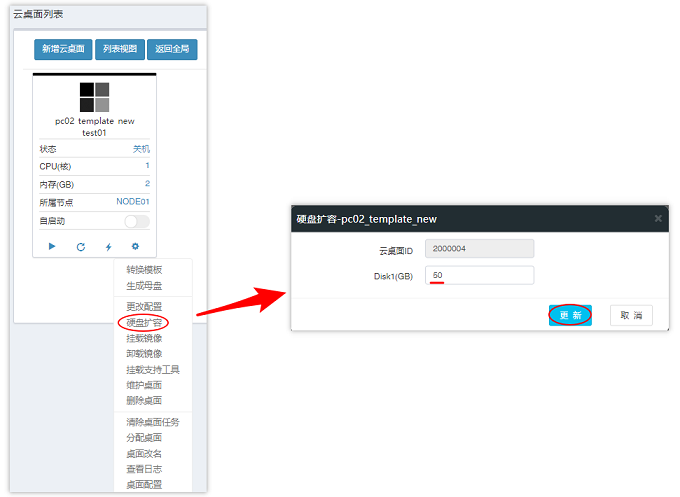 云桌面列表
新增云桌面 列表视图 返回全局
pc02_template_new
test01
状态 关机
CPU(核) 1
内存(GB) 2
所属节点 NODE01
自启动
转换模板
生成母盘
更改配置
硬盘扩容
挂载镜像
卸载镜像
挂载支持工具
维护桌面
删除桌面
清除桌面任务
分配桌面
桌面改名
查看日志
桌面配置
硬盘扩容-pc02_template_new ×
云桌面ID 2000004
Disk1(GB) 50
更新 取消